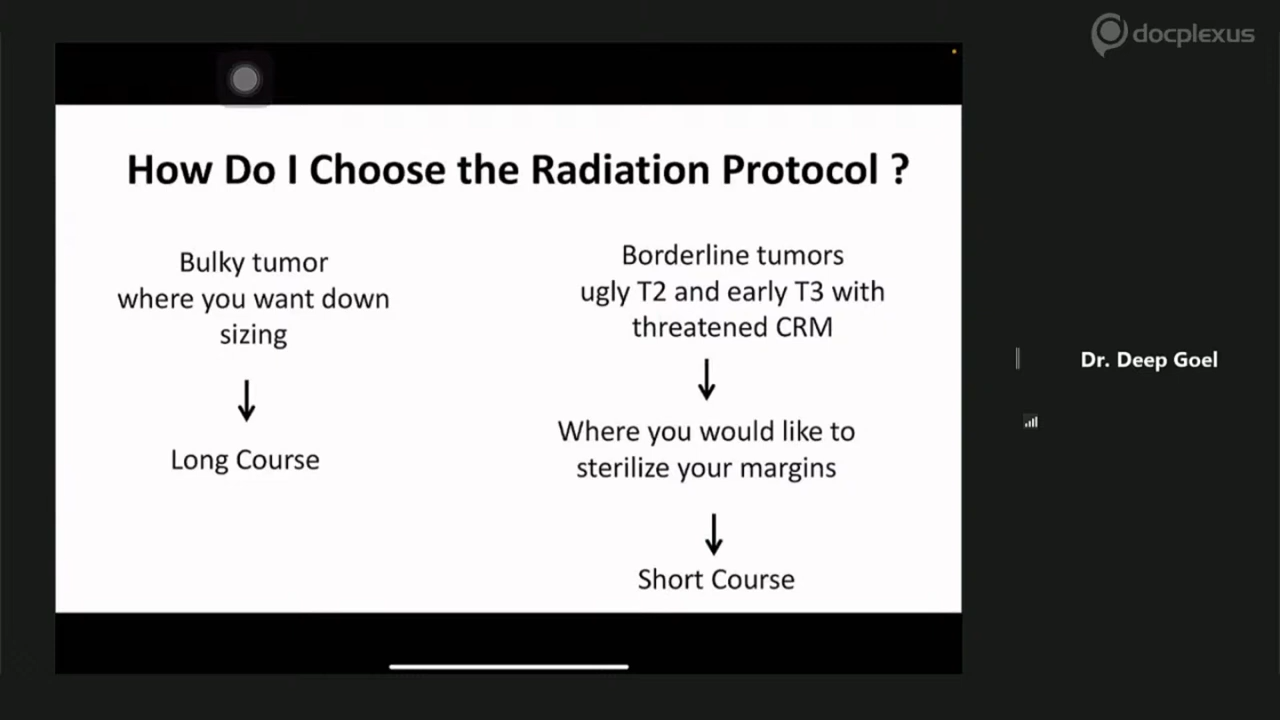 docplexus
How Do I Choose the Radiation Protocol ?
Bulky tumor
where you want down
sizing
Long Course
Borderline tumors
ugly T2 and early T3 with
threatened CRM
Where you would like to
sterilize your margins
Short Course
Dr. Deep Goel